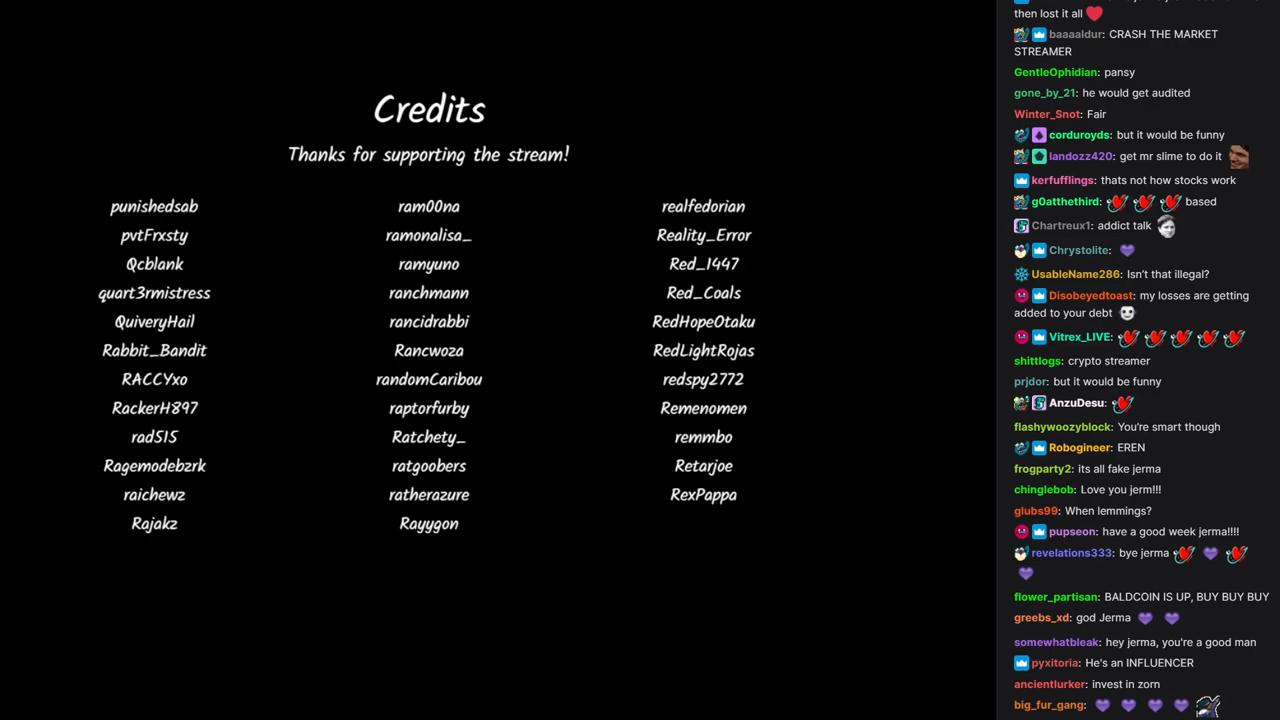 Credits
Thanks for supporting the stream!
punishedsab
pvtFrxsty
Qcblank
quart3rmistress
QuiveryHail
Rabbit_Bandit
RACCYxo
RackerH897
rad515
Ragemodebzrk
raichewz
Rajakz
ram00na
ramonalisa_
ramyuno
ranchmann
rancidrabbi
Rancwoza
randomCaribou
raptorfurby
Ratchety_
ratgoobers
ratherazure
Rayygon
realfedorian
Reality_Error
Red_1447
Red_Coals
RedHopeOtaku
RedLightRojas
redspy2772
Remenomen
remmbo
Retarjoe
RexPappa
then lost it all
baaaaldur: CRASH THE MARKET
STREAMER
GentleOphidian: pansy
gone_by_21: he would get audited
Winter_Snot: Fair
corduroyds: but it would be funny
landozz420: get mr slime to do it
kerfufflings: thats not how stocks work
g0atthethird: based
Chartreux1: addict talk
Chrystolite:
UsableName286: Isn't that illegal?
Disobeyedtoast: my losses are getting
added to your debt
Vitrex_LIVE:
shittlogs: crypto streamer
prjdor: but it would be funny
AnzuDesu:
flashywoozyblock: You're smart though
Robogineer: EREN
frogparty2: its all fake jerma
chinglebob: Love you jerm!!!
glubs99: When lemmings?
pupseon: have a good week jerma!!!!
revelations333: bye jerma
flower_partisan: BALDCOIN IS UP, BUY BUY BUY
greebs_xd: god Jerma
somewhatbleak: hey jerma, you're a good man
pyxitoria: He's an INFLUENCER
ancientlurker: invest in zorn
big_fur_gang: